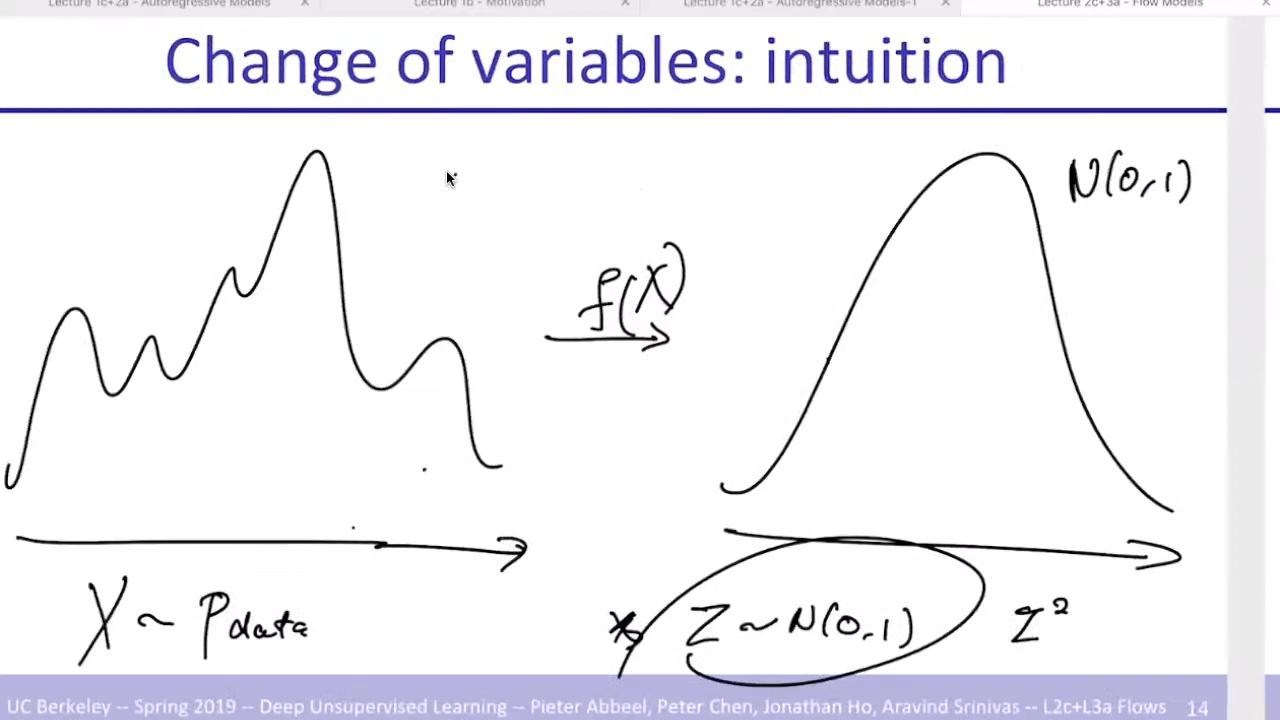 Lecture 1c+2a - Autoregressive Models
Lecture 1b - Motivation
Lecture 1c+2a - Autoregressive Models-1
Lecture 2c+3a - Flow Models
Change of variables: intuition
N(0,1)
f(X)
X ~ Pdata
Z ~ N(0,1)
Z²
UC Berkeley -- Spring 2019 -- Deep Unsupervised Learning -- Pieter Abbeel, Peter Chen, Jonathan Ho, Aravind Srinivas -- L2c+L3a Flows 14